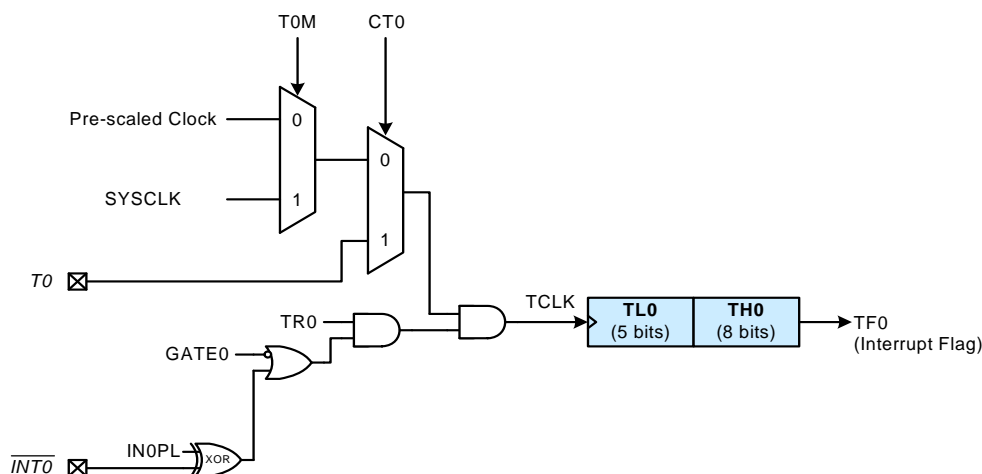 T0M
CT0
Pre-scaled Clock
0
SYSCLK
1
0
1
T0
TR0
GATE0
IN0PL
XOR
INT0
TCLK
TL0
(5 bits)
TH0
(8 bits)
TF0
(Interrupt Flag)